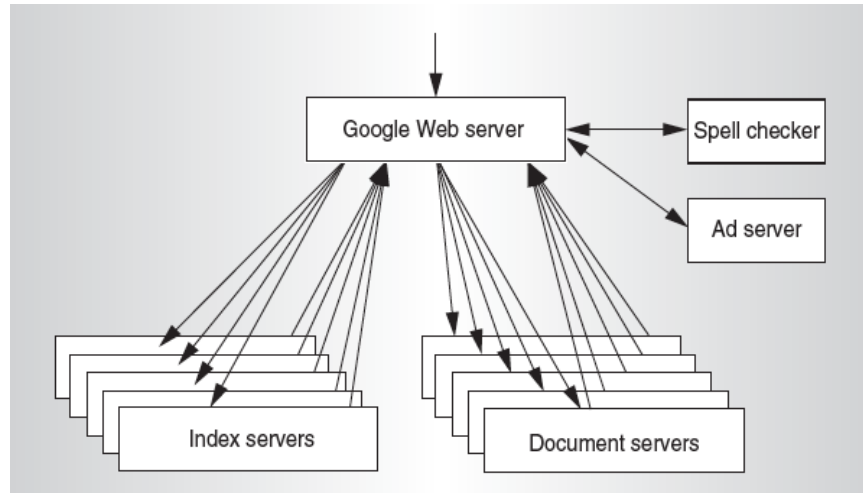 Google Web server
Spell checker
Ad server
Index servers
Document servers